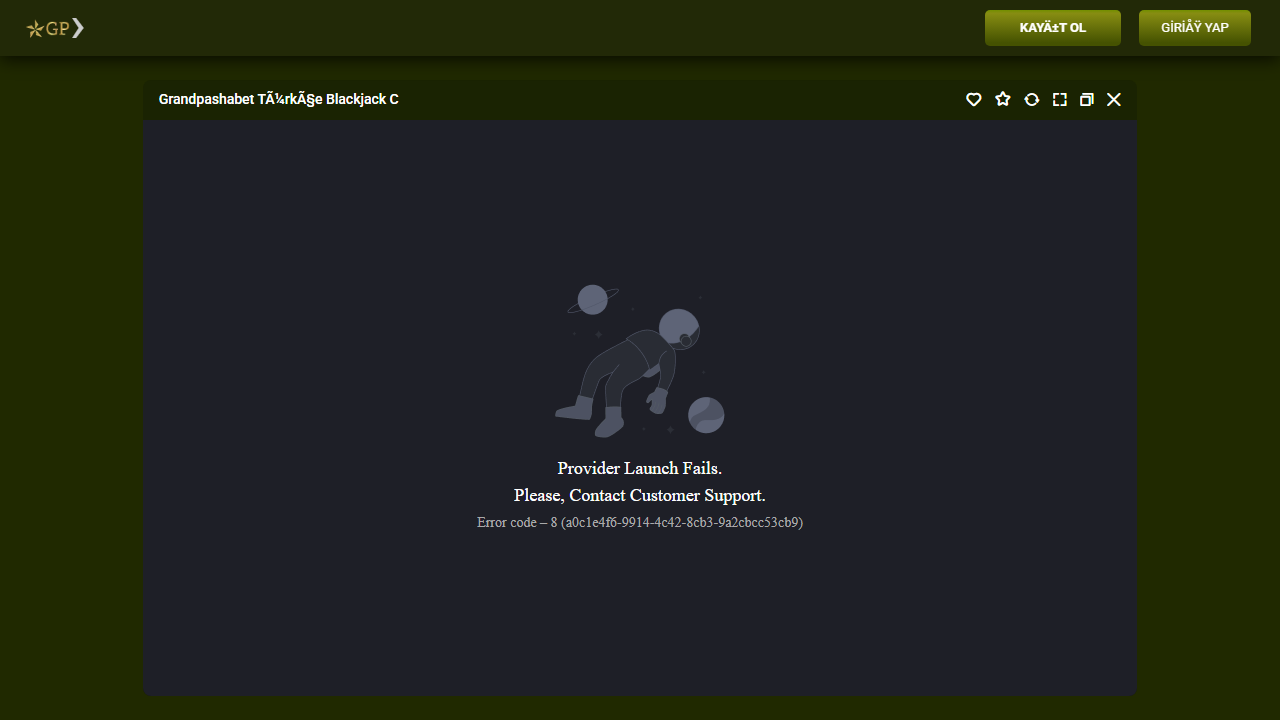 GP
KAYÄ±T OL
GİRİÅŸ YAP
Grandpashabet TÃ¼rkÃ§e Blackjack C
Provider Launch Fails.
Please, Contact Customer Support.
Error code – 8 (a0c1e4f6-9914-4c42-8cb3-9a2cbcc53cb9)